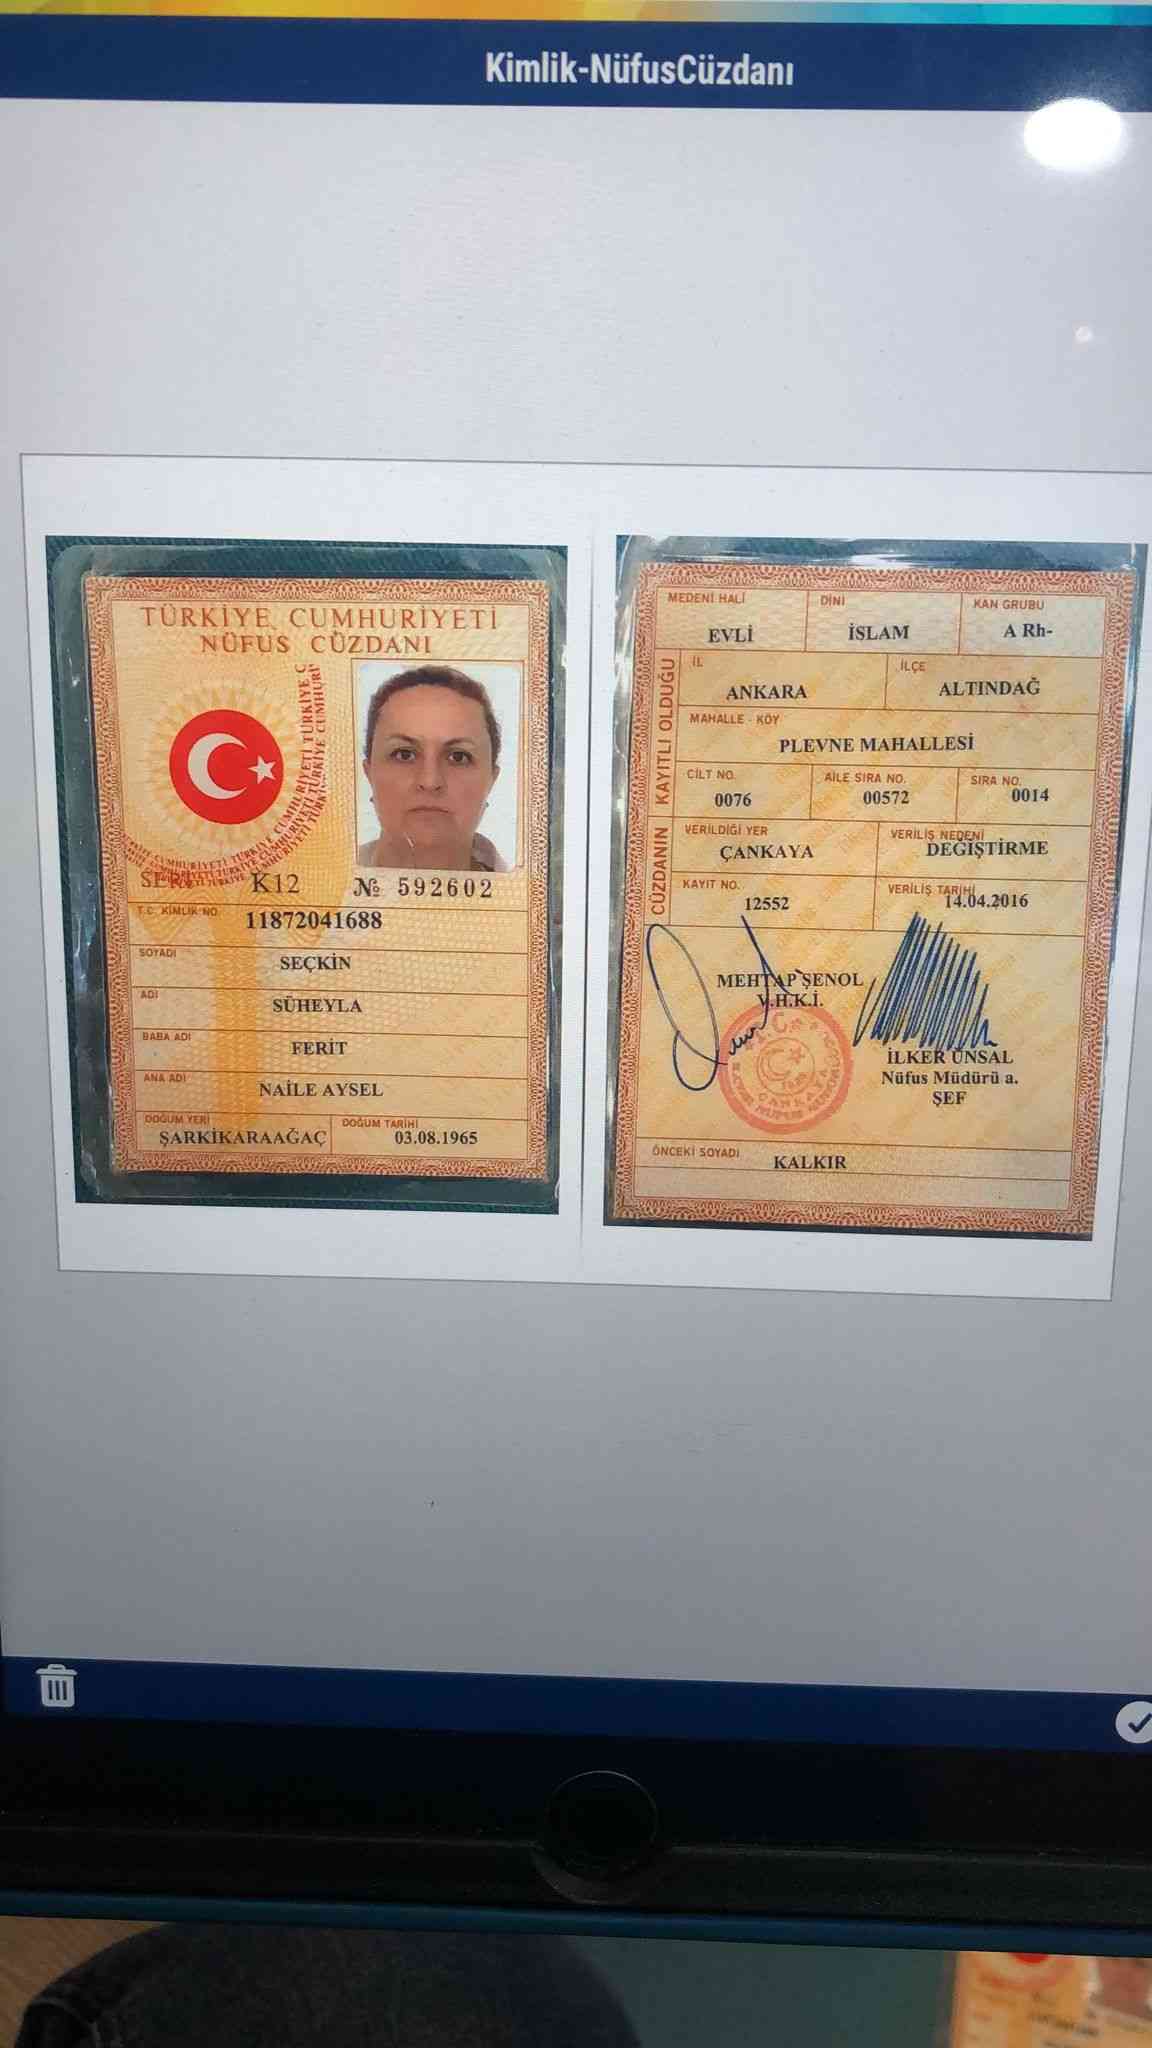 Kimlik-NüfusCüzdanı
TÜRKİYE CUMHURİYETİ
NÜFUS CÜZDANI
K12 № 592602
T.C. KİMLİK NO. 11872041688
SOYADI SEÇKİN
ADI SÜHEYLA
BABA ADI FERİT
ANA ADI NAİLE AYSEL
DOĞUM YERİ ŞARKİKARAAĞAÇ
DOĞUM TARİHİ 03.08.1965
MEDENİ HALİ EVLİ
DİNİ İSLAM
KAN GRUBU A Rh-
CÜZDANIN KAYITLI OLDUĞU
İL ANKARA
İLÇE ALTINDAĞ
MAHALLE - KÖY PLEVNE MAHALLESİ
CİLT NO. 0076
AİLE SIRA NO. 00572
SIRA NO. 0014
VERİLDİĞİ YER ÇANKAYA
VERİLİŞ NEDENİ DEĞİŞTİRME
KAYIT NO. 12552
VERİLİŞ TARİHİ 14.04.2016
MEHTAP ŞENOL
V.H.K.İ.
İLKER ÜNSAL
Nüfus Müdürü a.
ŞEF
ÖNCEKİ SOYADI KALKIR